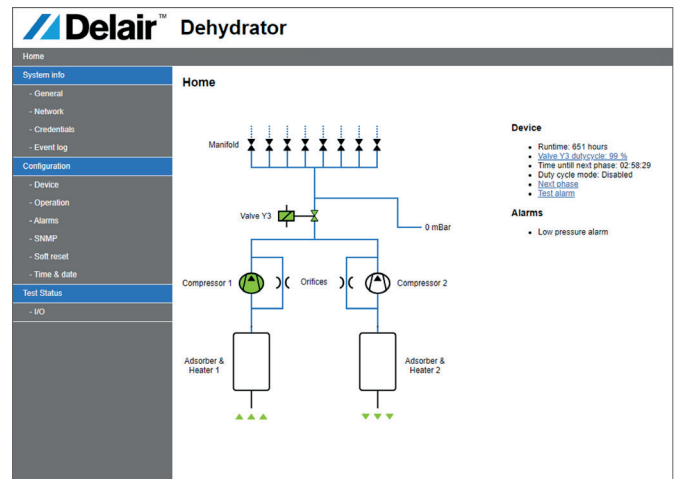 Delair™ Dehydrator
Home
System info
- General
- Network
- Credentials
- Event log
Configuration
- Device
- Operation
- Alarms
- SNMP
- Soft reset
- Time & date
Test Status
- I/O
Home
Manifold
Valve Y3
0 mBar
Compressor 1
Orifices
Compressor 2
Adsorber &
Heater 1
Adsorber &
Heater 2
Device
Runtime: 651 hours
Valve Y3 dutycycle: 99 %
Time untill next phase: 02:58:29
Duty cycle mode: Disabled
Next phase
Test alarm
Alarms
Low pressure alarm